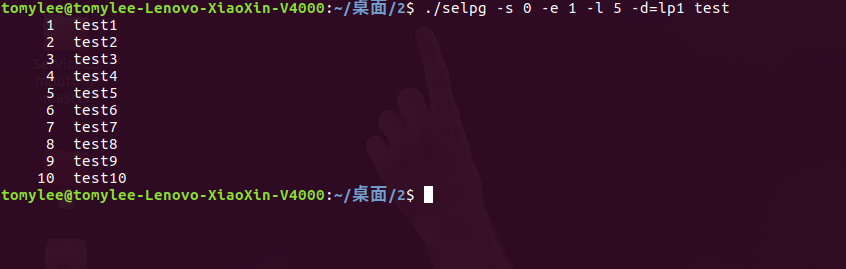 tomylee@tomylee-Lenovo-XiaoXin-V4000:~/桌面/2$ ./selpg -s 0 -e 1 -l 5 -d=lp1 test
1 test1
2 test2
3 test3
4 test4
5 test5
6 test6
7 test7
8 test8
9 test9
10 test10
tomylee@tomylee-Lenovo-XiaoXin-V4000:~/桌面/2$